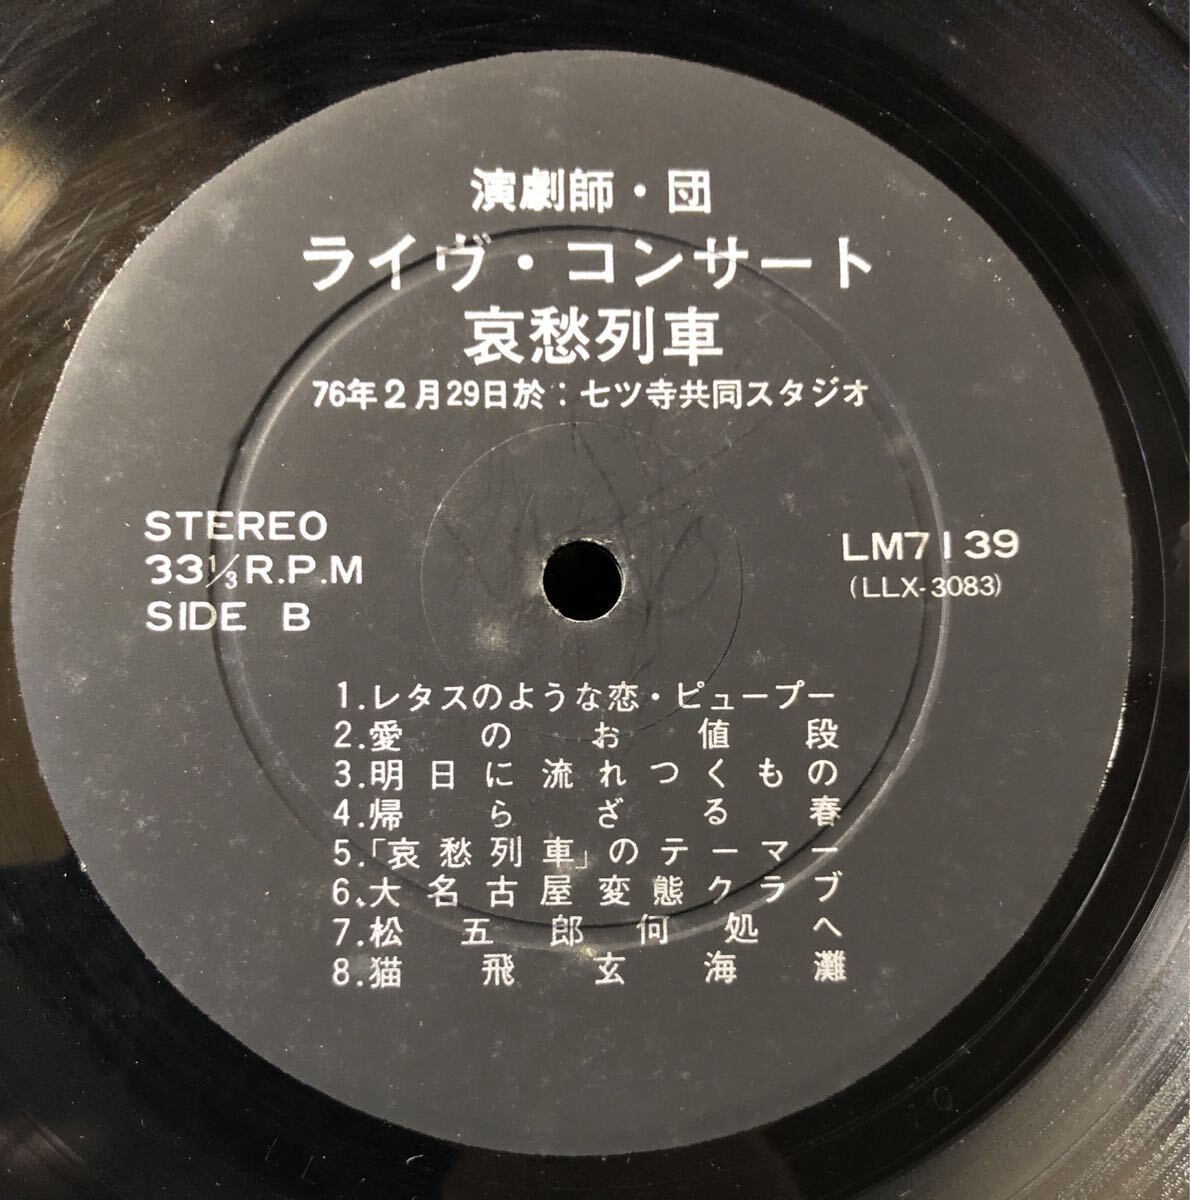 演劇師・団
ライヴ・コンサート
哀愁列車
76年2月29日於：七ツ寺共同スタジオ
STEREO
33⅓R.P.M
SIDE B
LM7139
(LLX-3083)
1.レタスのような恋・ピュープー
2.愛のお値段
3.明日に流れつくもの
4.帰らざる春
5.「哀愁列車」のテーマー
6.大名古屋変態クラブ
7.松五郎何処へ
8.猫飛玄海灘